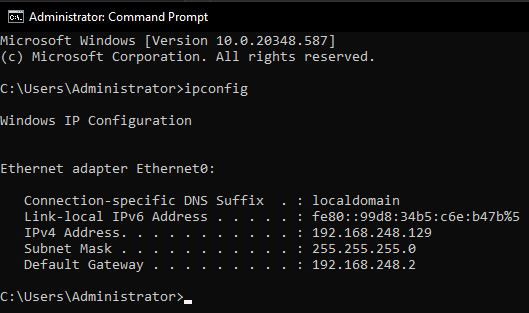 Administrator: Command Prompt
Microsoft Windows [Version 10.0.20348.587]
(c) Microsoft Corporation. All rights reserved.
C:\Users\Administrator>ipconfig
Windows IP Configuration
Ethernet adapter Ethernet0:
   Connection-specific DNS Suffix  . : localdomain
   Link-local IPv6 Address . . . . . : fe80::99d8:34b5:c6e:b47b%5
   IPv4 Address. . . . . . . . . . . : 192.168.248.129
   Subnet Mask . . . . . . . . . . . : 255.255.255.0
   Default Gateway . . . . . . . . . : 192.168.248.2
C:\Users\Administrator>